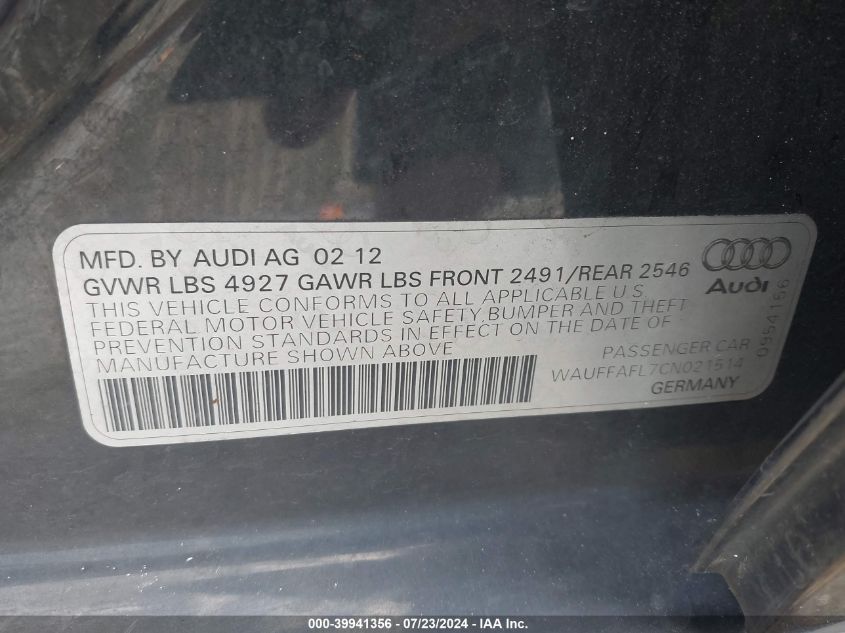 MFD. BY AUDI AG 02 12
GVWR LBS 4927 GAWR LBS FRONT 2491/REAR 2546
THIS VEHICLE CONFORMS TO ALL APPLICABLE U.S.
FEDERAL MOTOR VEHICLE SAFETY BUMPER AND THEFT
PREVENTION STANDARDS IN EFFECT ON THE DATE OF
MANUFACTURE SHOWN ABOVE
Audi
0954156
PASSENGER CAR
WAUFFAFL7CN021514
GERMANY
000-39941356 / 07/23/2024 - IAA Inc.